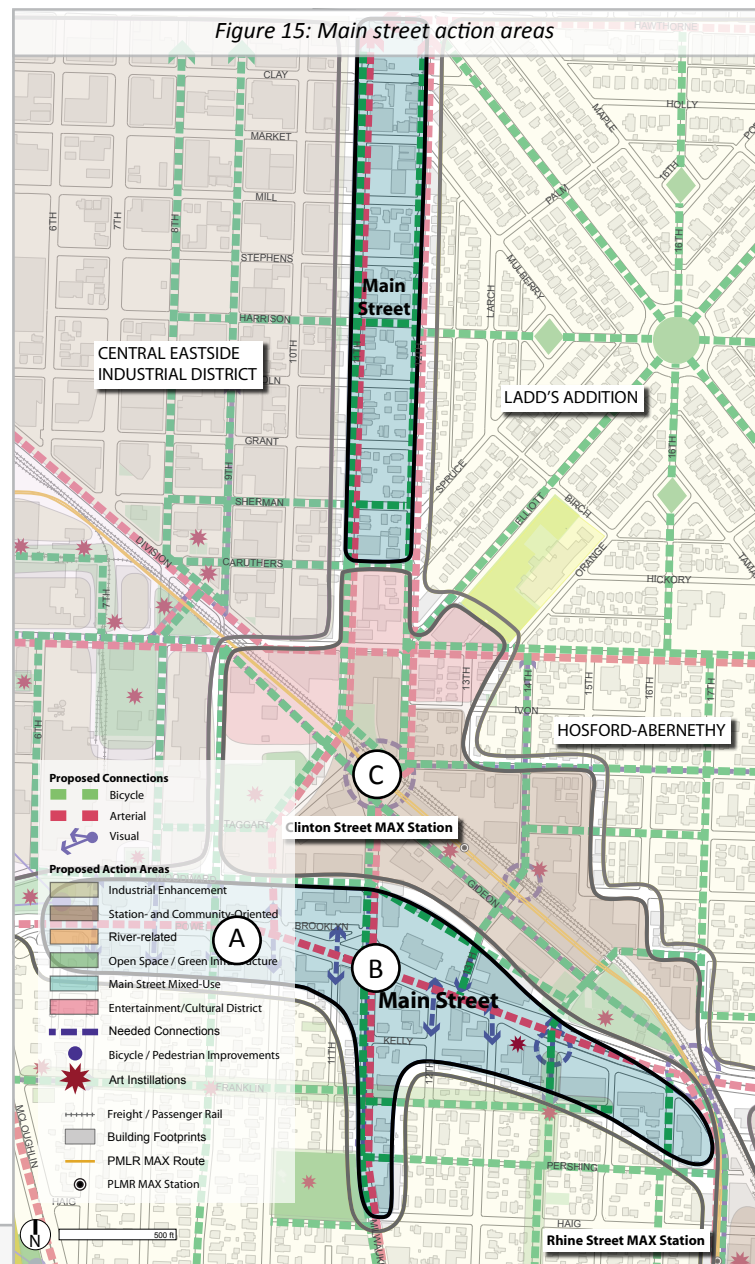 Figure 15: Main street action areas
HAWTHORNE
CLAY
MARKET
MILL
STEPHENS
HARRISON
GRANT
SHERMAN
CARUTHERS
DIVISION
6TH
7TH
8TH
9TH
10TH
11TH
Main
Street
CENTRAL EASTSIDE
INDUSTRIAL DISTRICT
MAPLE
HOLLY
16TH
PALM
16TH
MULBERRY
LARCH
LADD'S ADDITION
SPRUCE
16TH
ELLIOTT
BIRCH
ORANGE
HICKORY
7TH
6TH
13TH
14TH
15TH
16TH
17TH
IVON
HOSFORD-ABERNETHY
C
Clinton Street MAX Station
TAGGART
GIDEON
BROOKLYN
A
B
Main Street
KELLY
11TH
12TH
FRANKLIN
MCLOUGHLIN
PERSHING
HAIG
HAIG
Rhine Street MAX Station
Proposed Connections
Bicycle
Arterial
Visual
Proposed Action Areas
Industrial Enhancement
Station- and Community-Oriented
River-related
Open Space / Green Infrastructure
Main Street Mixed-Use
Entertainment/Cultural District
Needed Connections
Bicycle / Pedestrian Improvements
Art Instillations
Freight / Passenger Rail
Building Footprints
PMLR MAX Route
PLMR MAX Station
N
500 ft